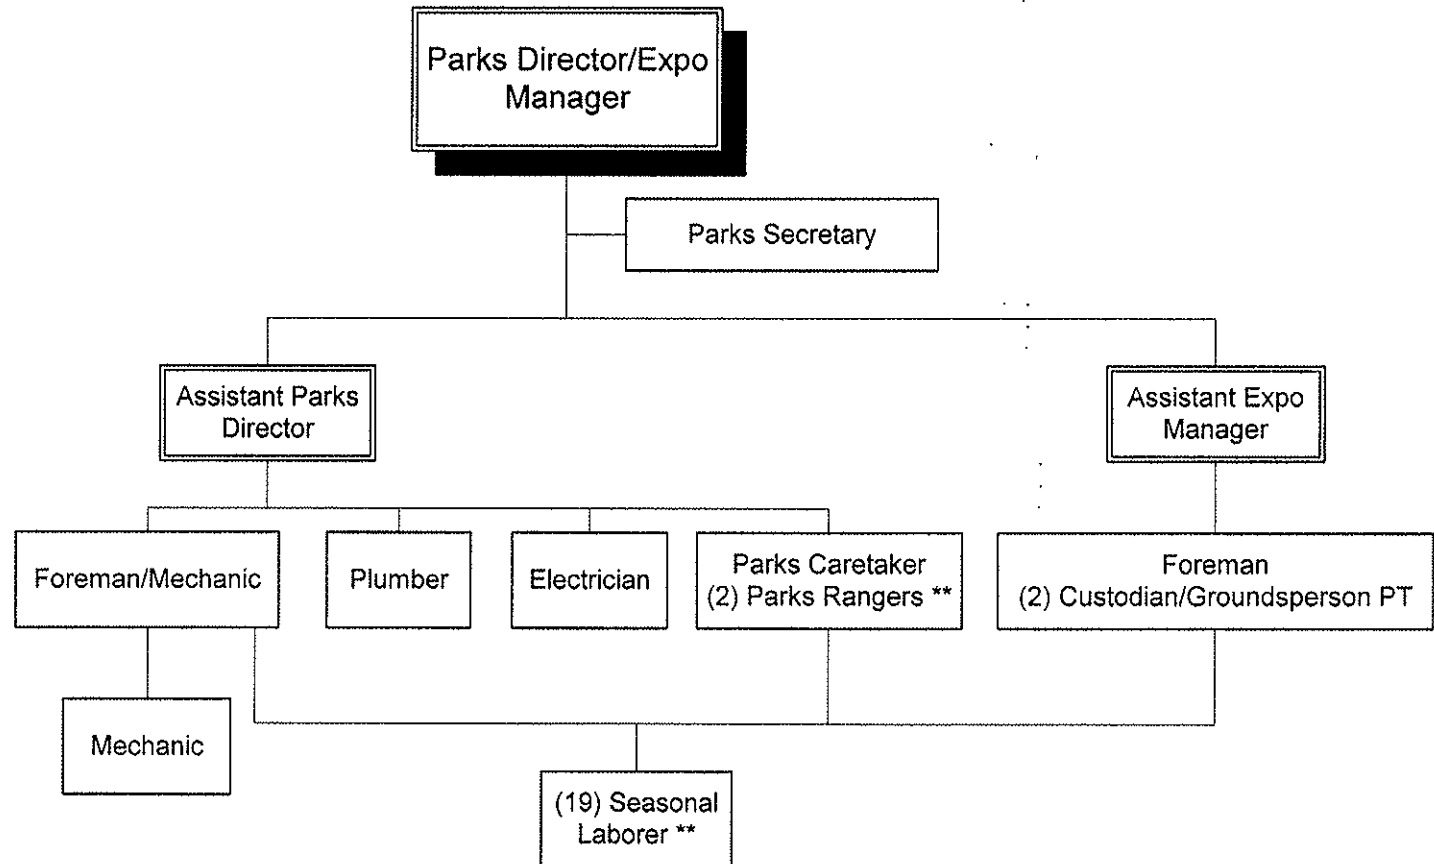 Parks Director/Expo
Manager
Parks Secretary
Assistant Parks
Director
Assistant Expo
Manager
Foreman/Mechanic
Plumber
Electrician
Parks Caretaker
(2) Parks Rangers **
Foreman
(2) Custodian/Groundsperson PT
Mechanic
(19) Seasonal
Laborer **